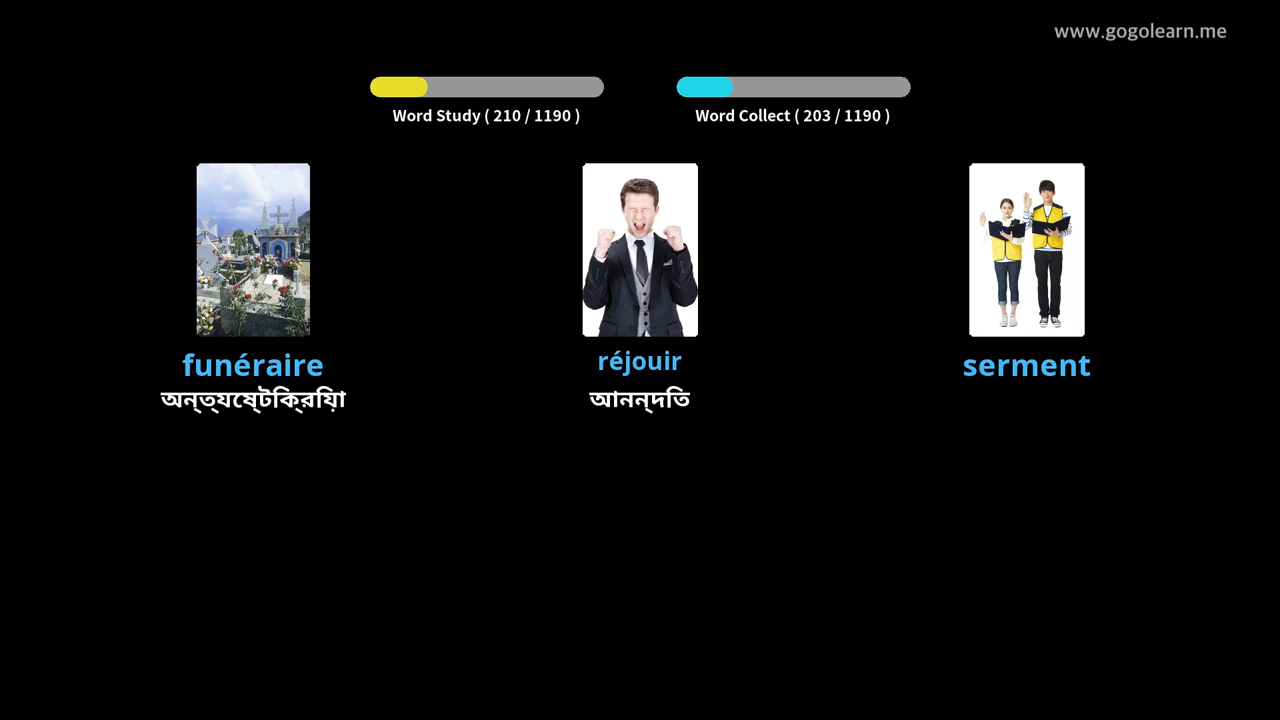 www.gogolearn.me
Word Study ( 210 / 1190 )
Word Collect ( 203 / 1190 )
funéraire
réjouir
serment
অন্ত্যেষ্টিক্রিয়া
আনন্দিত